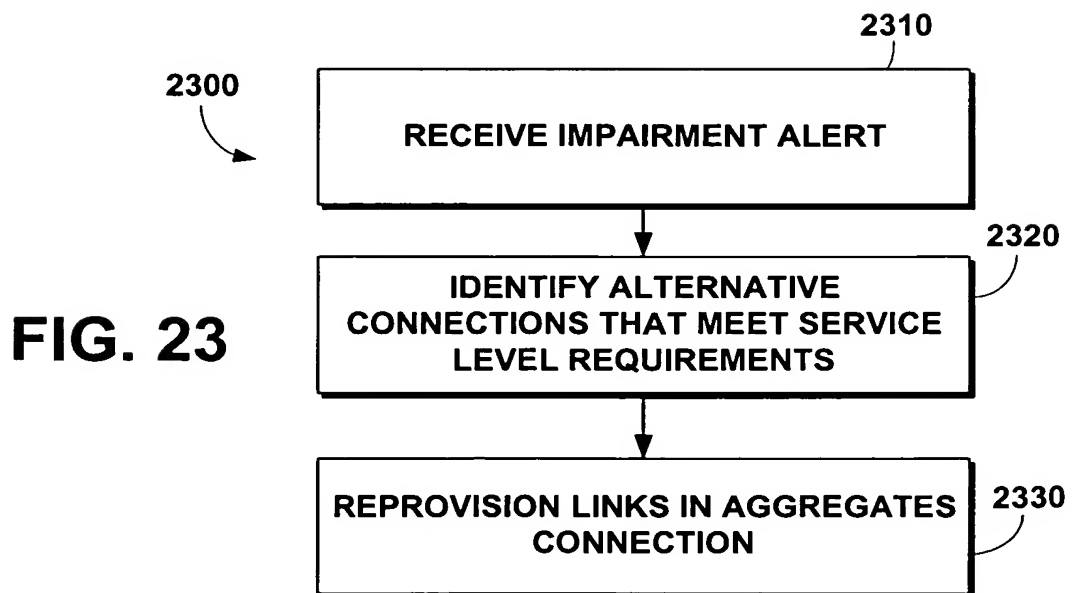 2310
2300
RECEIVE IMPAIRMENT ALERT
2320
IDENTIFY ALTERNATIVE
CONNECTIONS THAT MEET SERVICE
LEVEL REQUIREMENTS
FIG. 23
REPROVISION LINKS IN AGGREGATES
CONNECTION
2330